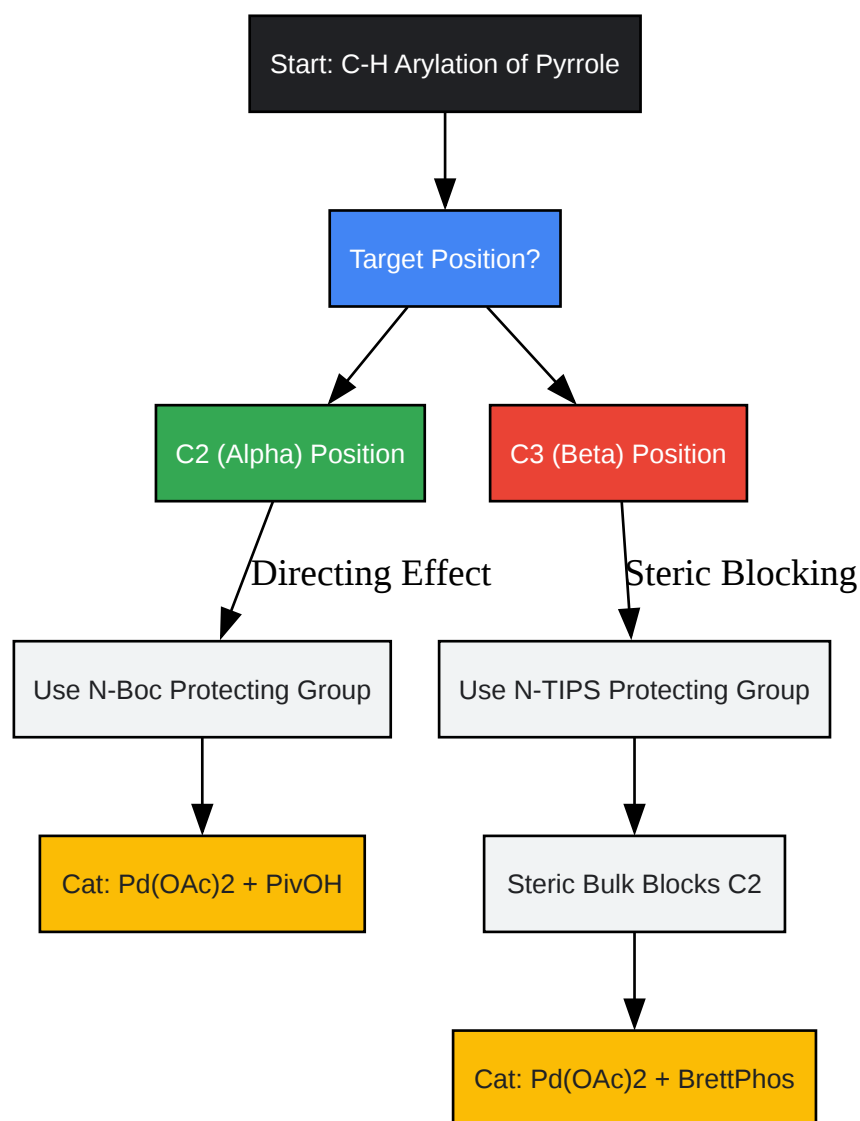 Start: C-H Arylation of Pyrrole
Target Position?
C2 (Alpha) Position
C3 (Beta) Position
Directing Effect
Steric Blocking
Use N-Boc Protecting Group
Use N-TIPS Protecting Group
Cat: Pd(OAc)2 + PivOH
Steric Bulk Blocks C2
Cat: Pd(OAc)2 + BrettPhos